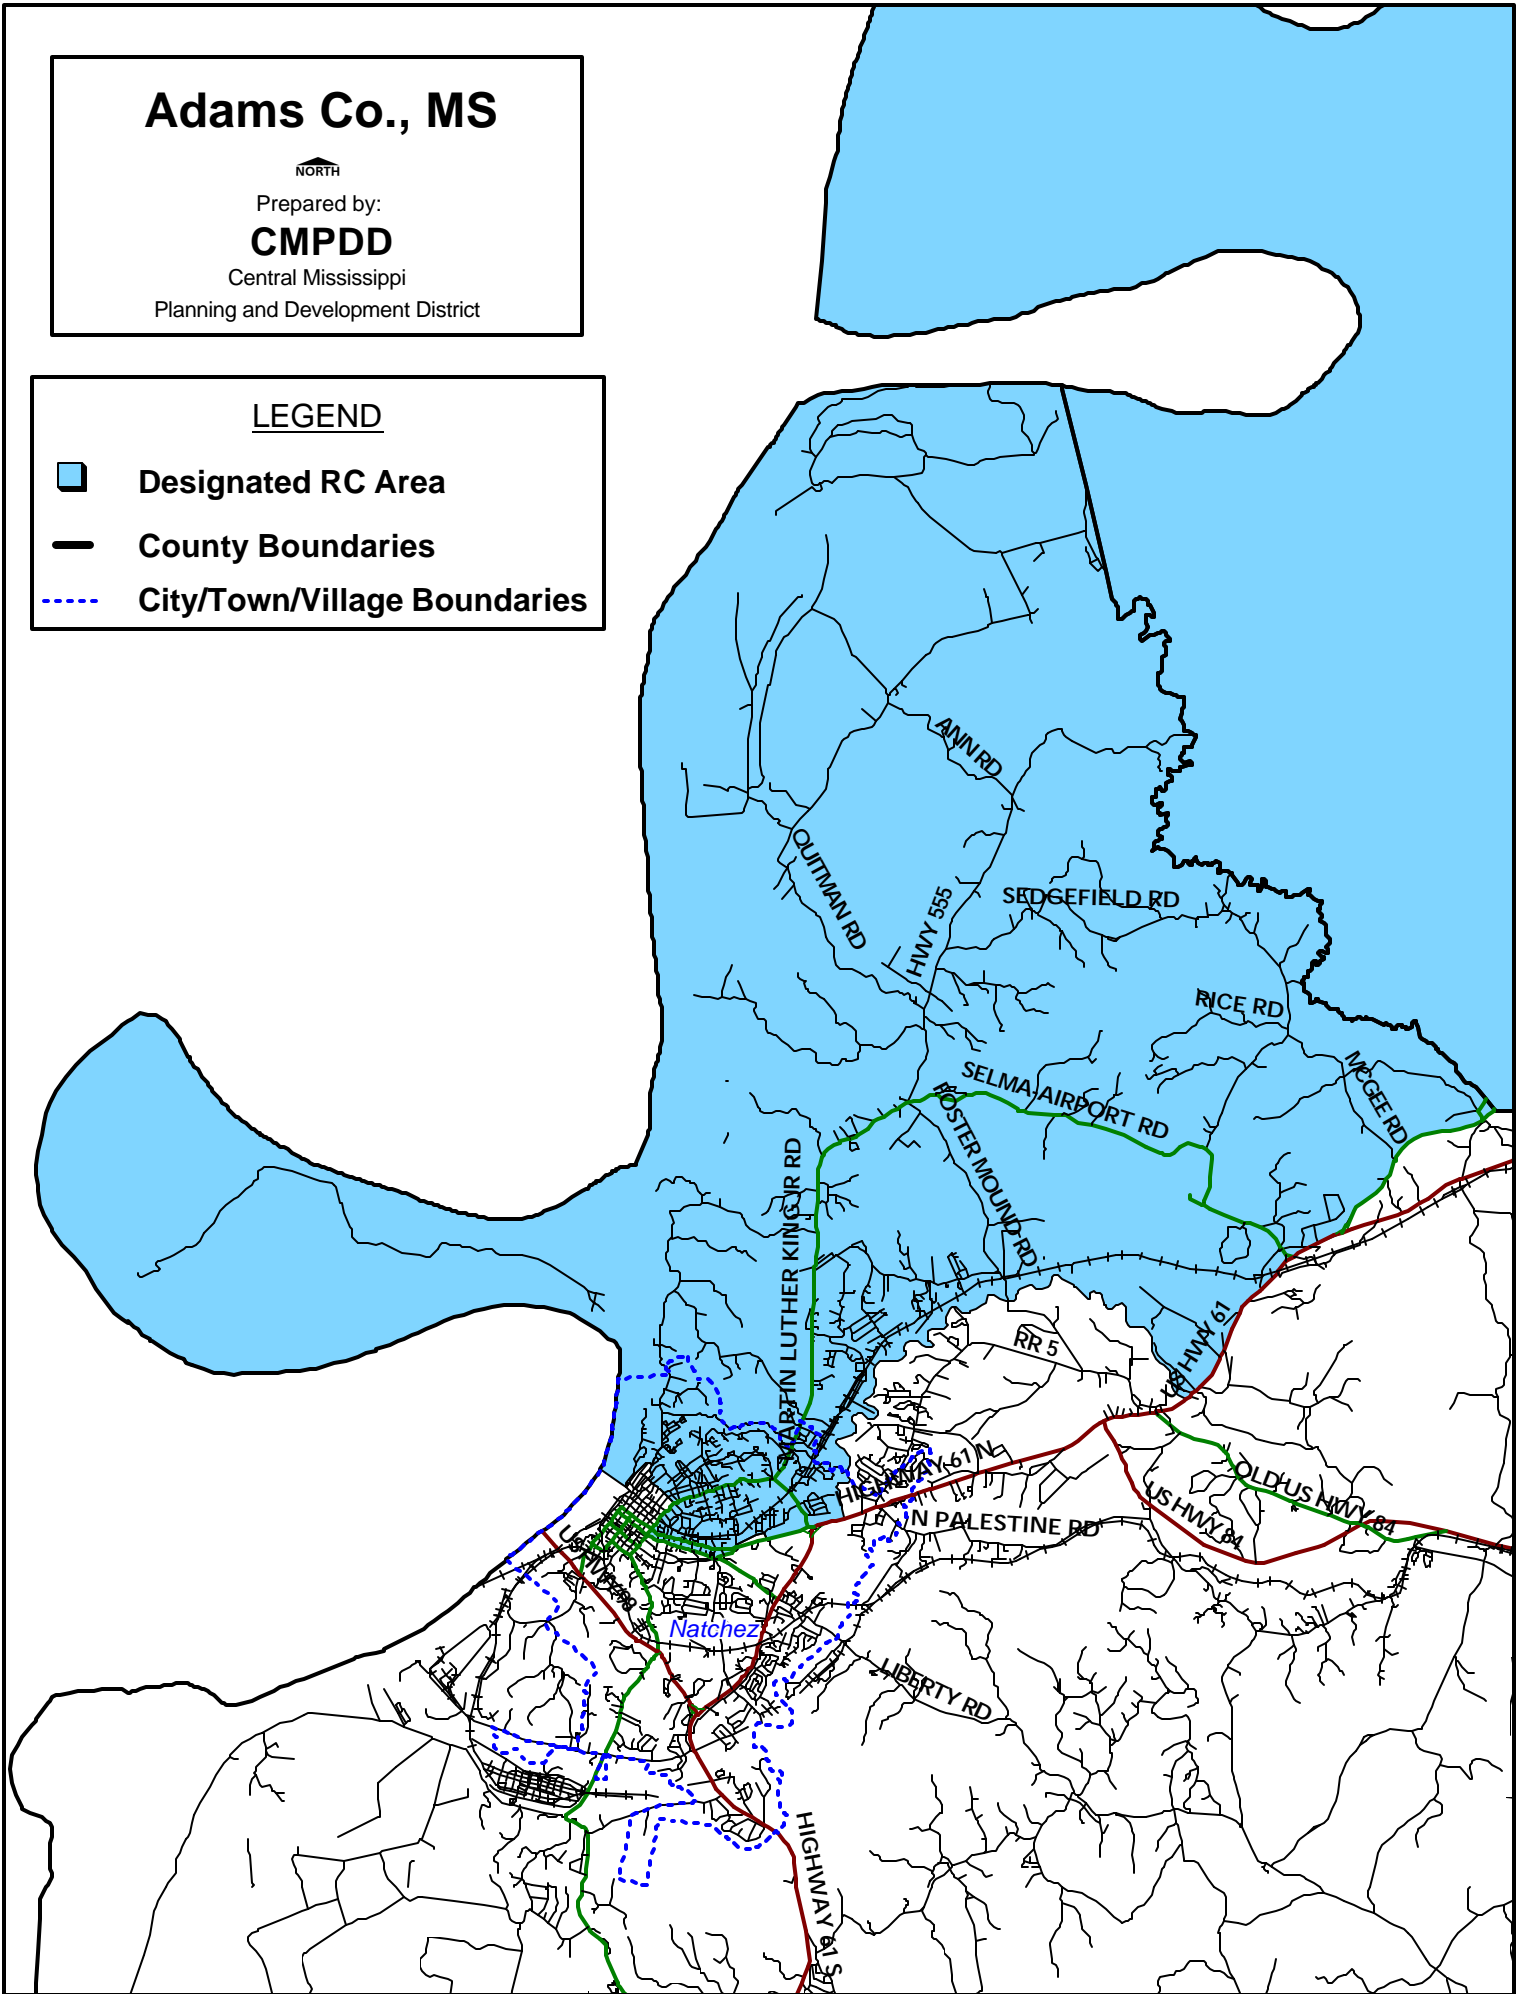 Adams Co., MS
NORTH
Prepared by:
CMPDD
Central Mississippi
Planning and Development District
LEGEND
Designated RC Area
County Boundaries
City/Town/Village Boundaries
ANN RD
QUITMAN RD
HWY 555
SEDGEFIELD RD
RICE RD
MCGEE RD
SELMA-AIRPORT RD
FOSTER MOUND RD
MARTIN LUTHER KING JR RD
RR 5
US HWY 61
HIGHWAY 61 N
OLD US HWY 84
US HWY 84
N PALESTINE RD
US HWY
Natchez
LIBERTY RD
HIGHWAY 61 S